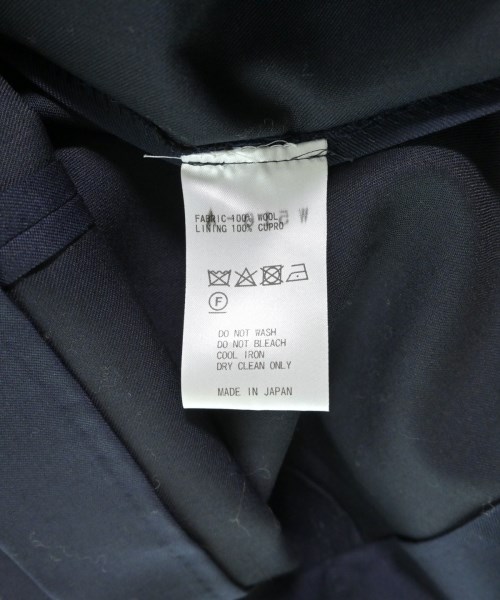 FABRIC-100% WOOL
LINING 100% CUPRO
F
DO NOT WASH
DO NOT BLEACH
COOL IRON
DRY CLEAN ONLY
MADE IN JAPAN